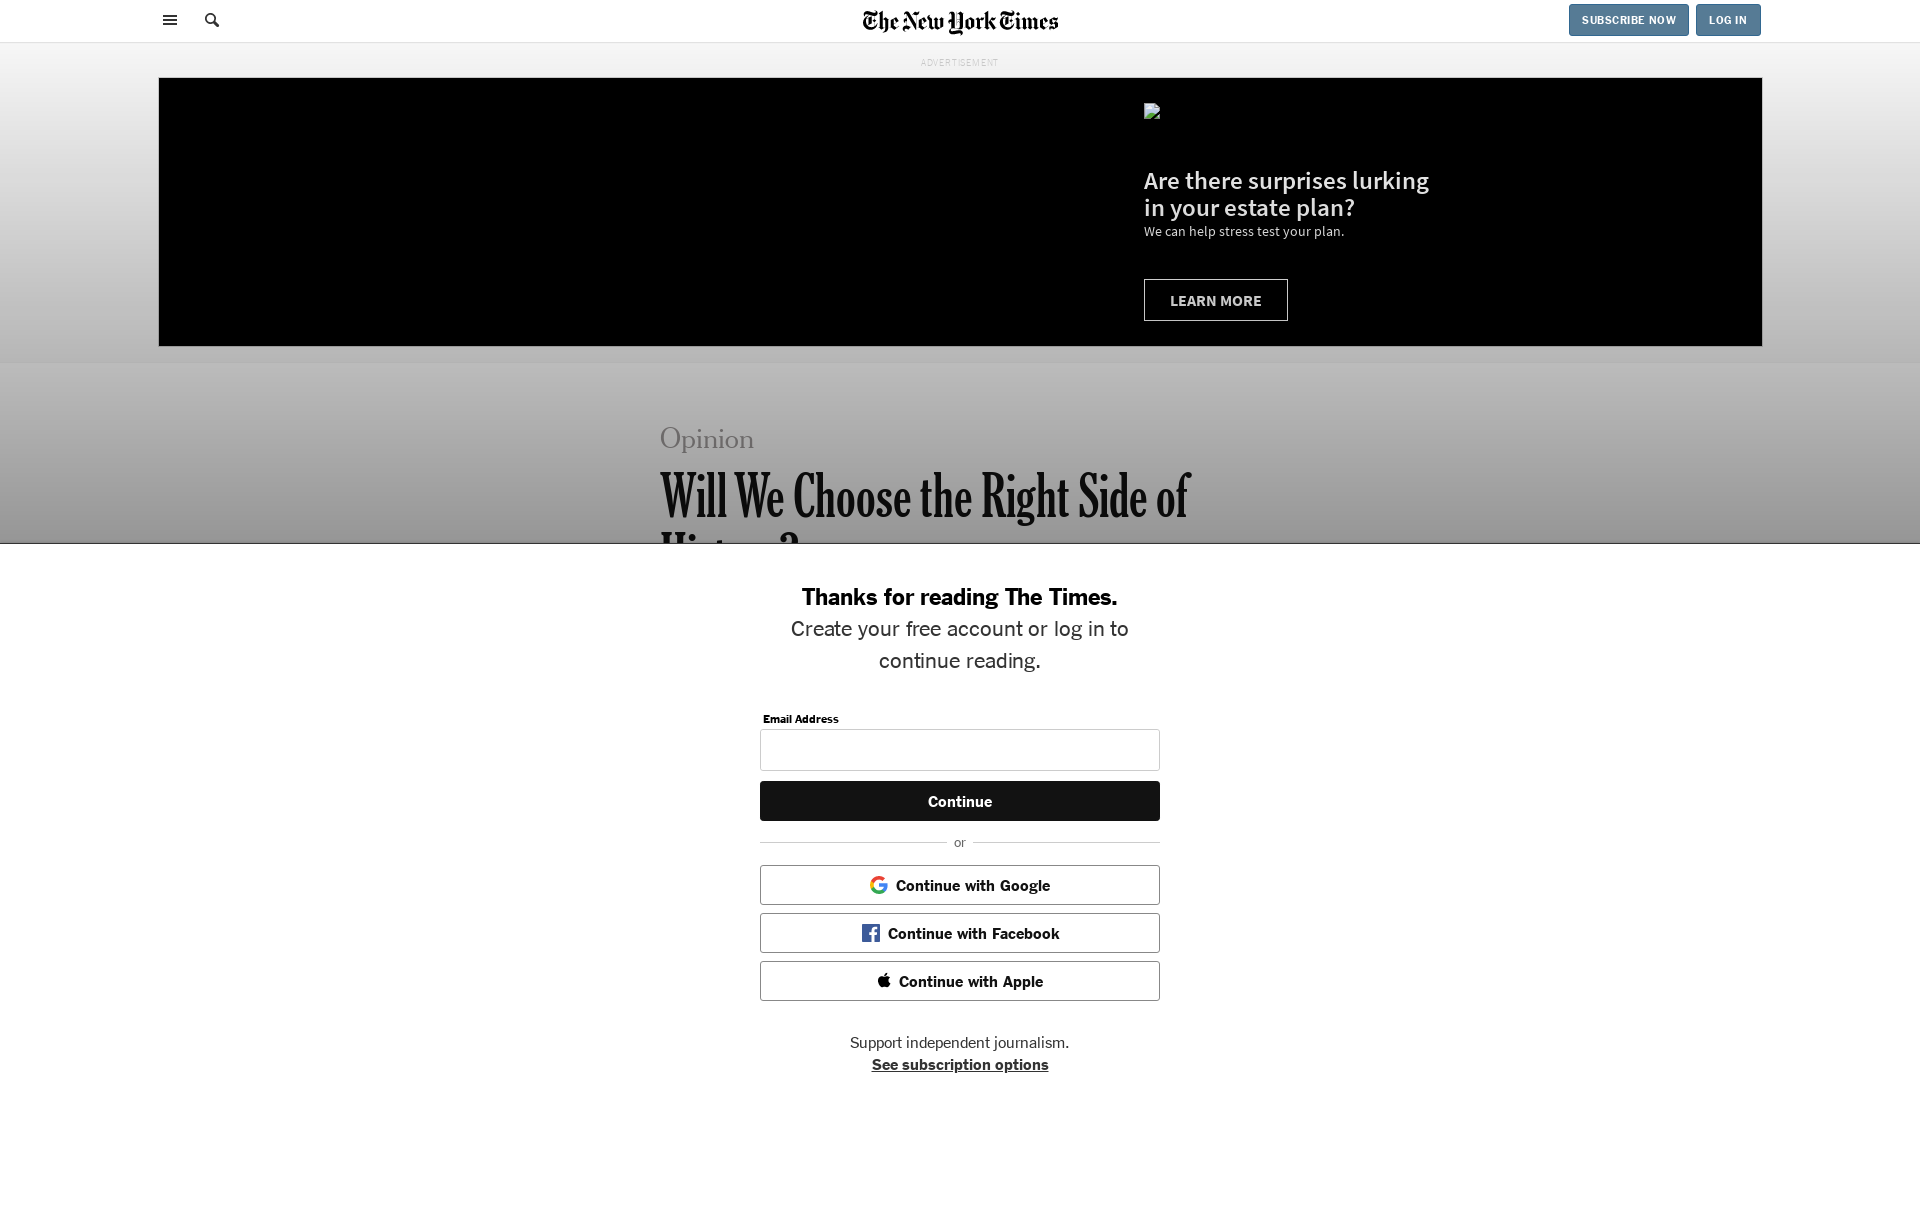 The New York Times
SUBSCRIBE NOW
LOG IN
ADVERTISEMENT
Are there surprises lurking
in your estate plan?
We can help stress test your plan.
LEARN MORE
Opinion
Will We Choose the Right Side of
Thanks for reading The Times.
Create your free account or log in to
continue reading.
Email Address
Continue
or
Continue with Google
Continue with Facebook
Continue with Apple
Support independent journalism.
See subscription options